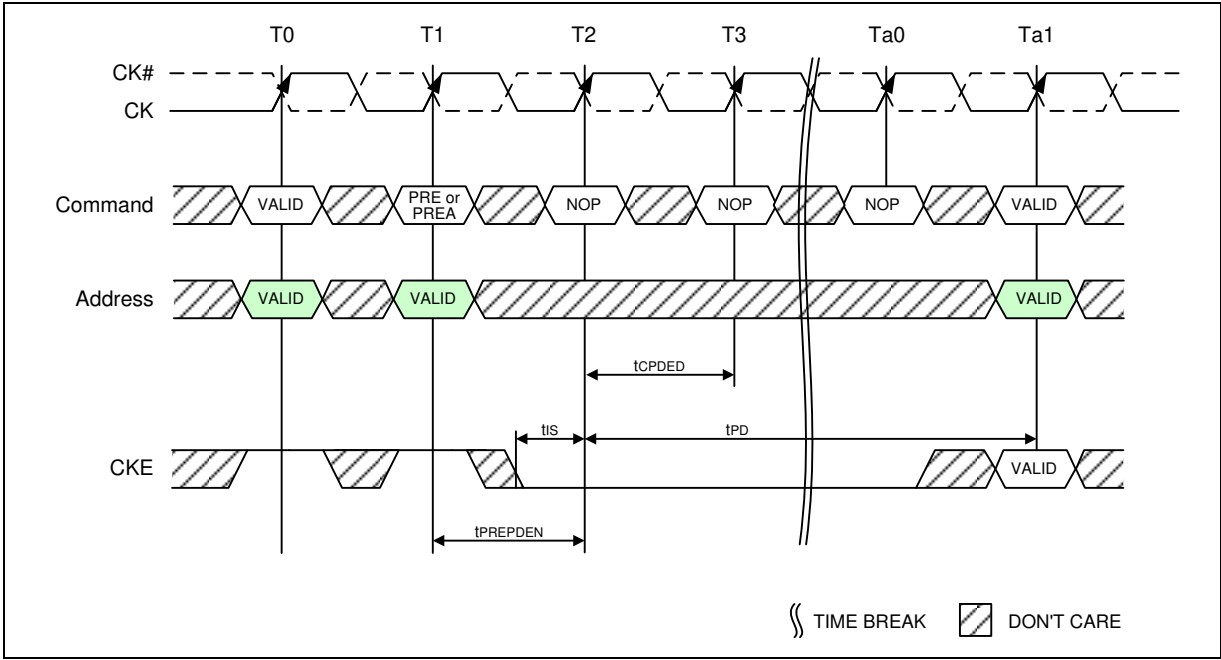 T0 T1 T2 T3 Ta0 Ta1
CK#
CK
Command VALID PRE or PREA NOP NOP NOP VALID
Address VALID VALID VALID
tCPDED
tIS tPD
CKE VALID
tPREPDEN
TIME BREAK DON'T CARE